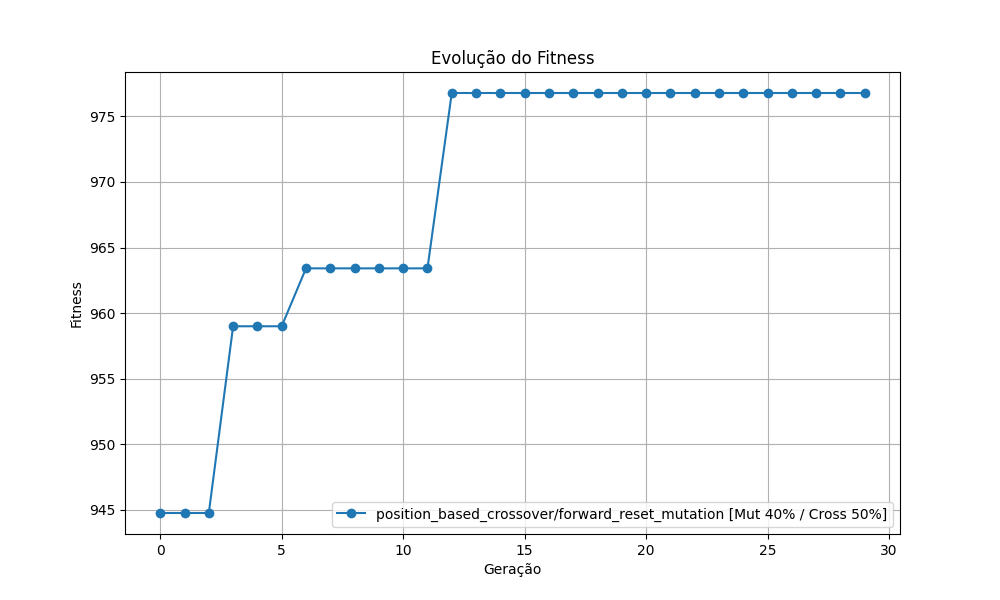 Evolução do Fitness
Fitness
975
970
965
960
955
950
945
position_based_crossover/forward_reset_mutation [Mut 40% / Cross 50%]
0 5 10 15 20 25 30
Geração